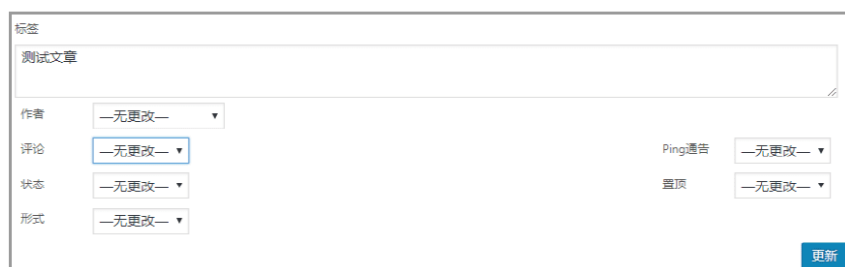 标签
测试文章
作者 —无更改—
评论 —无更改— Ping通告 —无更改—
状态 —无更改— 置顶 —无更改—
形式 —无更改—
更新